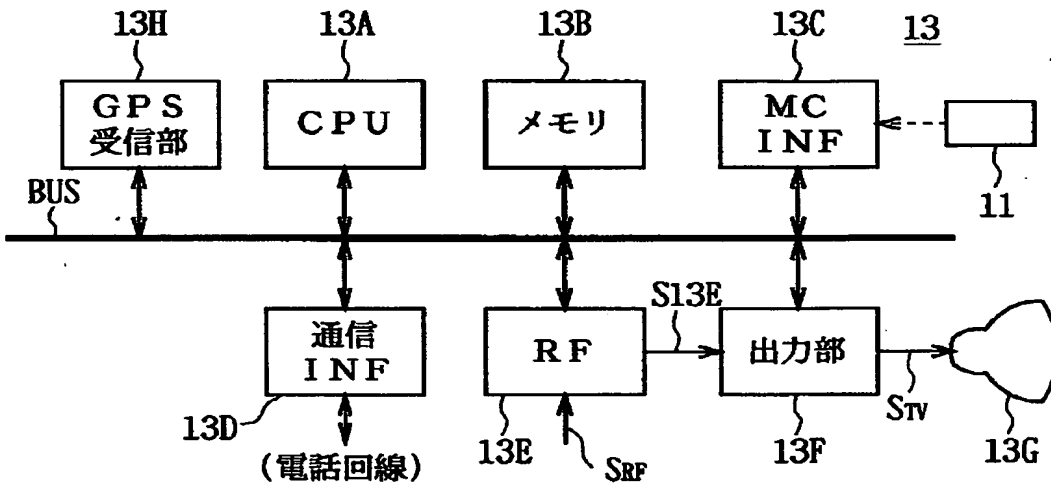 13H
13A
13B
13C
13
GPS
受信部
CPU
メモリ
MC
INF
11
BUS
通信
INF
RF
S13E
出力部
STV
13D
(電話回線)
13E
SRF
13F
13G